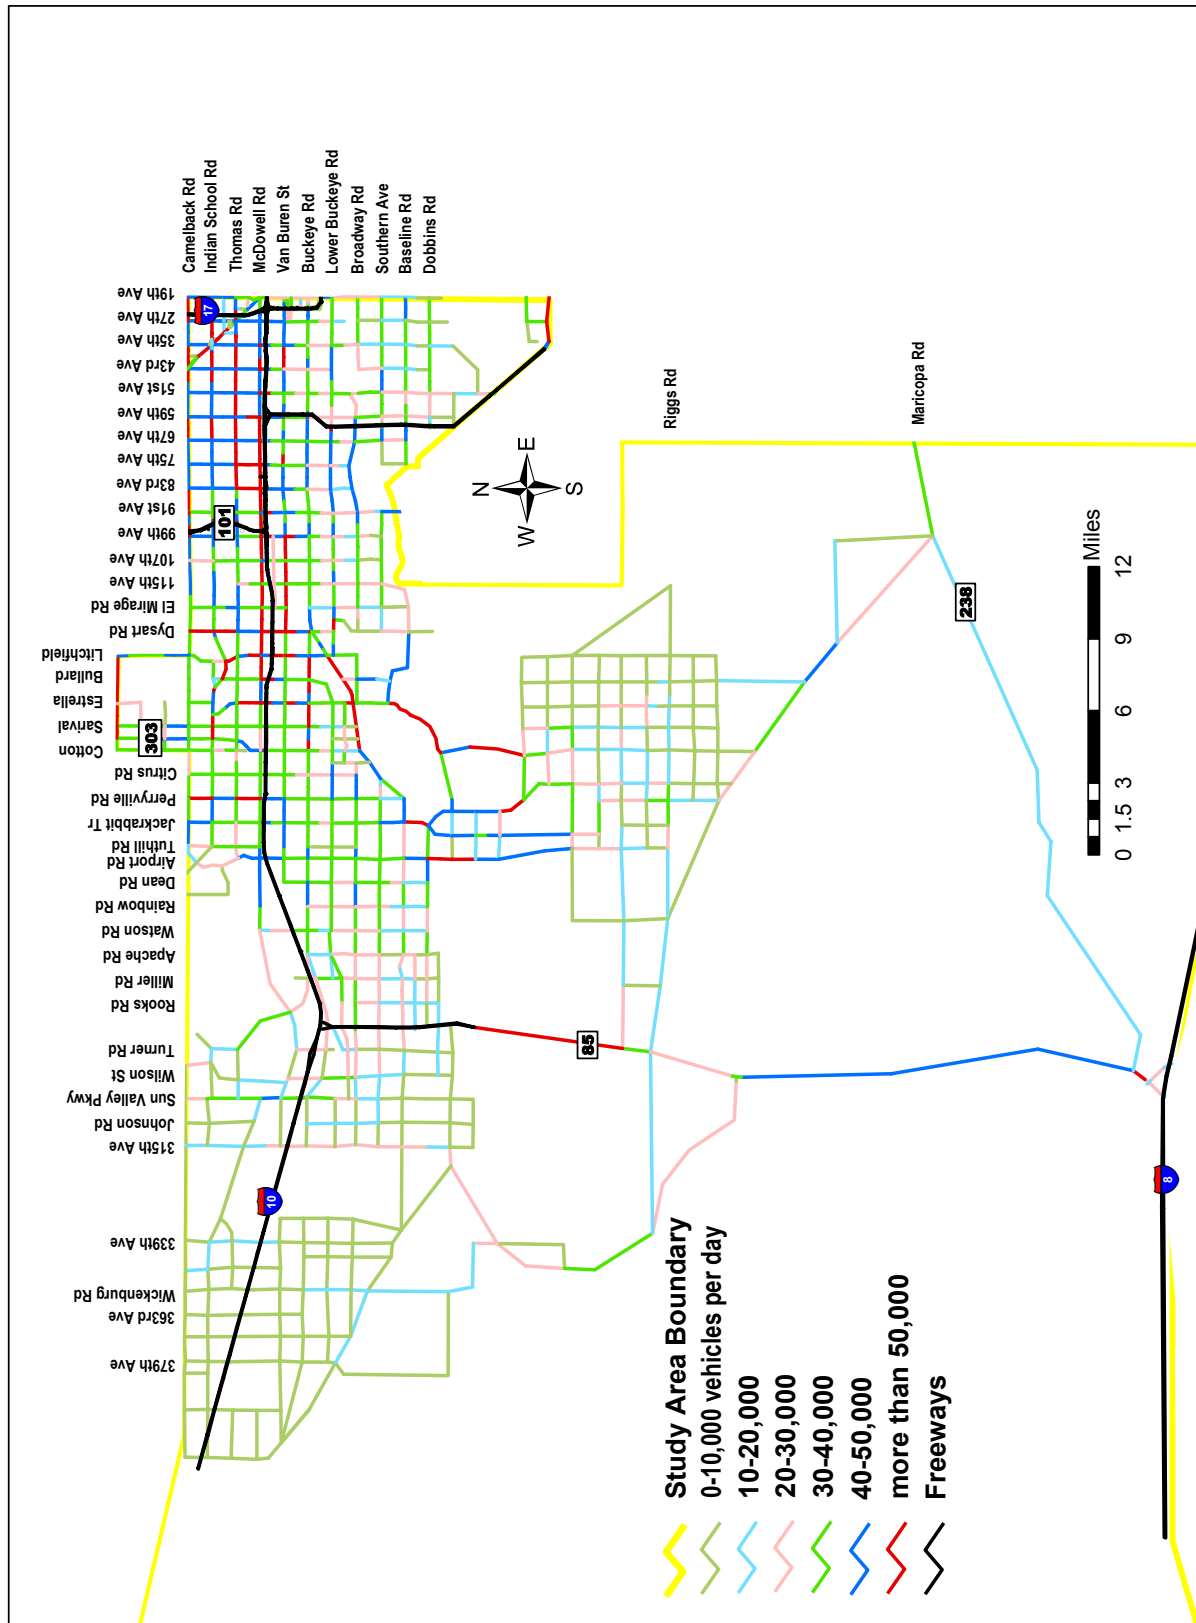 Camelback Rd
Indian School Rd
Thomas Rd
McDowell Rd
Van Buren St
Buckeye Rd
Lower Buckeye Rd
Broadway Rd
Southern Ave
Baseline Rd
Dobbins Rd
19th Ave
27th Ave
35th Ave
43rd Ave
51st Ave
59th Ave
67th Ave
75th Ave
83rd Ave
91st Ave
99th Ave
107th Ave
115th Ave
El Mirage Rd
Dysart Rd
Litchfield
Bullard
Estrella
Sarival
Cotton
Citrus Rd
Perryville Rd
Jackrabbit Tr
Tuthill Rd
Airport Rd
Dean Rd
Rainbow Rd
Watson Rd
Apache Rd
Miller Rd
Rooks Rd
Turner Rd
Wilson St
Sun Valley Pkwy
Johnson Rd
315th Ave
339th Ave
Wickenburg Rd
363rd Ave
379th Ave
17
101
303
10
85
238
8
Riggs Rd
Maricopa Rd
N
W E
S
0 1.5 3 6 9 12
Miles
Study Area Boundary
0-10,000 vehicles per day
10-20,000
20-30,000
30-40,000
40-50,000
more than 50,000
Freeways